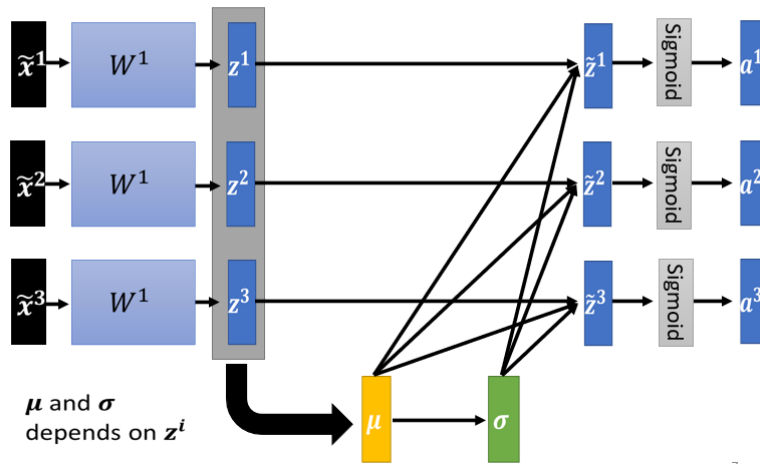 x̃¹ W¹ z¹ z̃¹ Sigmoid a¹
x̃² W¹ z² z̃² Sigmoid a²
x̃³ W¹ z³ z̃³ Sigmoid a³
μ σ
μ and σ
depends on zⁱ